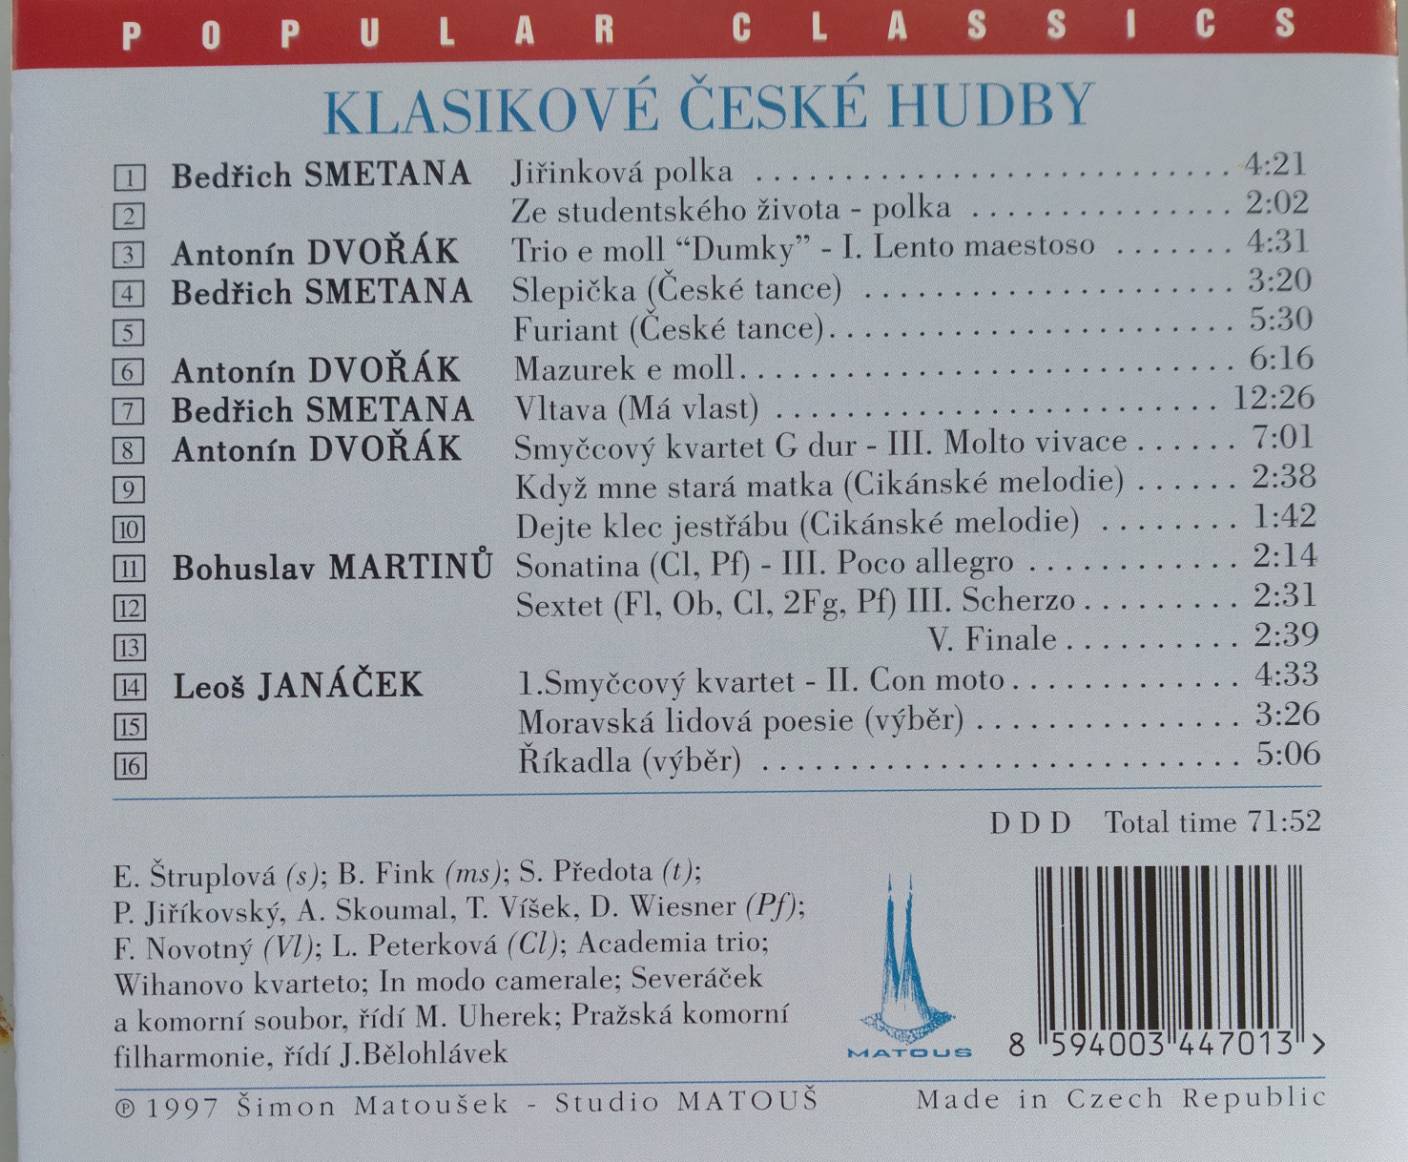 POPULAR CLASSICS
KLASIKOVÉ ČESKÉ HUDBY
1 Bedřich SMETANA Jiřinková polka 4:21
2 Ze studentského života - polka 2:02
3 Antonín DVOŘÁK Trio e moll “Dumky” - I. Lento maestoso 4:31
4 Bedřich SMETANA Slepička (České tance) 3:20
5 Furiant (České tance) 5:30
6 Antonín DVOŘÁK Mazurek e moll 6:16
7 Bedřich SMETANA Vltava (Má vlast) 12:26
8 Antonín DVOŘÁK Smyčcový kvartet G dur - III. Molto vivace 7:01
9 Když mne stará matka (Cikánské melodie) 2:38
10 Dejte klec jestřábu (Cikánské melodie) 1:42
11 Bohuslav MARTINŮ Sonatina (Cl, Pf) - III. Poco allegro 2:14
12 Sextet (Fl, Ob, Cl, 2Fg, Pf) III. Scherzo 2:31
13 V. Finale 2:39
14 Leoš JANÁČEK 1.Smyčcový kvartet - II. Con moto 4:33
15 Moravská lidová poesie (výběr) 3:26
16 Říkadla (výběr) 5:06
D D D Total time 71:52
E. Štruplová (s); B. Fink (ms); S. Předota (t);
P. Jiříkovský, A. Skoumal, T. Víšek, D. Wiesner (Pf);
F. Novotný (Vl); L. Peterková (Cl); Academia trio;
Wihanovo kvarteto; In modo camerale; Severáček
a komorní soubor, řídí M. Uherek; Pražská komorní
filharmonie, řídí J.Bělohlávek
MATOUS
8 594003 447013 >
℗ 1997 Šimon Matoušek - Studio MATOUŠ Made in Czech Republic